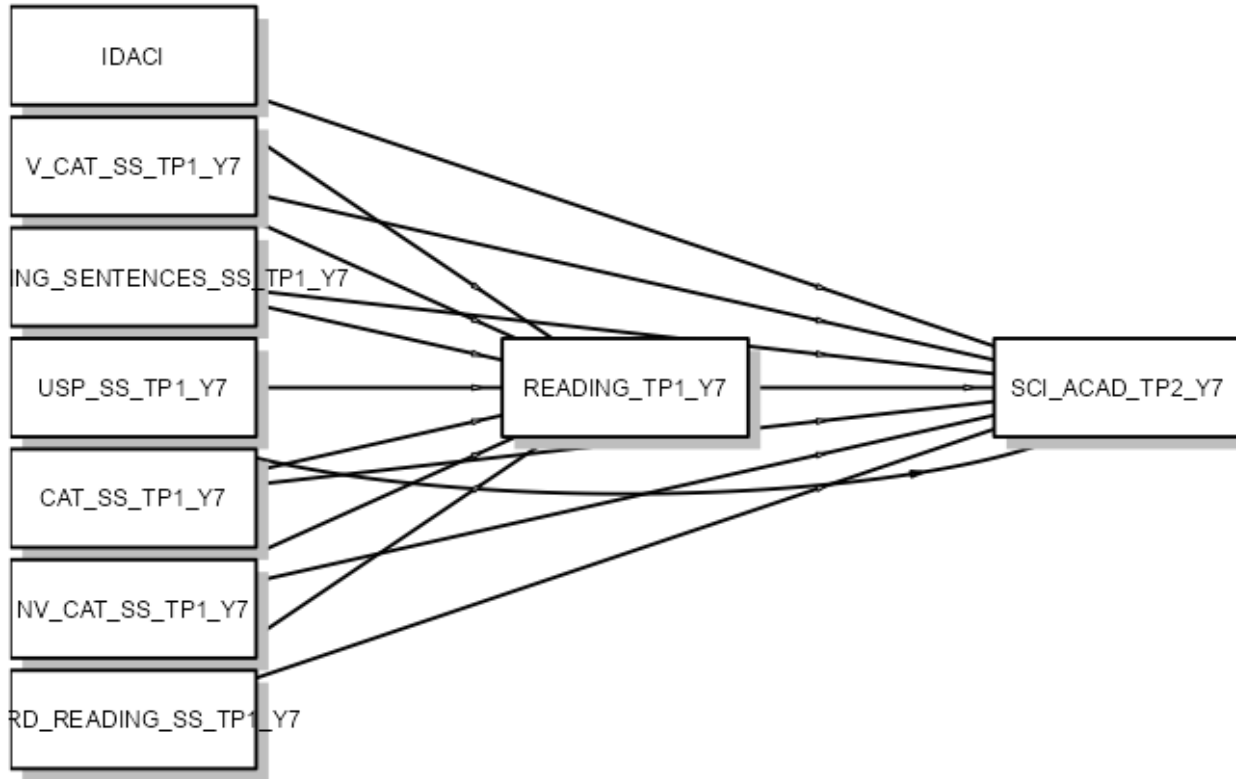 IDACI
V_CAT_SS_TP1_Y7
ING_SENTENCES_SS_TP1_Y7
USP_SS_TP1_Y7
READING_TP1_Y7
SCI_ACAD_TP2_Y7
CAT_SS_TP1_Y7
NV_CAT_SS_TP1_Y7
RD_READING_SS_TP1_Y7